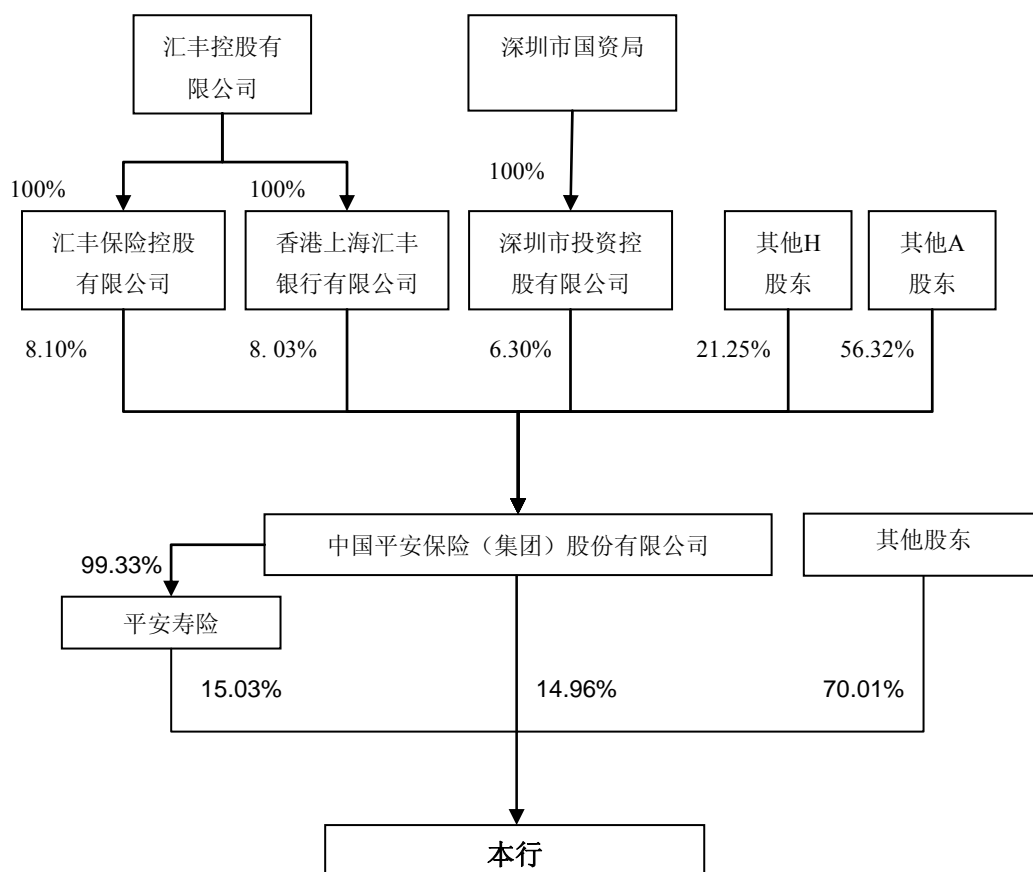 汇丰控股有
限公司
深圳市国资局
100%
100%
100%
汇丰保险控股
有限公司
香港上海汇丰
银行有限公司
深圳市投资控
股有限公司
其他H
股东
其他A
股东
8.10%
8. 03%
6.30%
21.25%
56.32%
中国平安保险（集团）股份有限公司
其他股东
99.33%
平安寿险
15.03%
14.96%
70.01%
本行